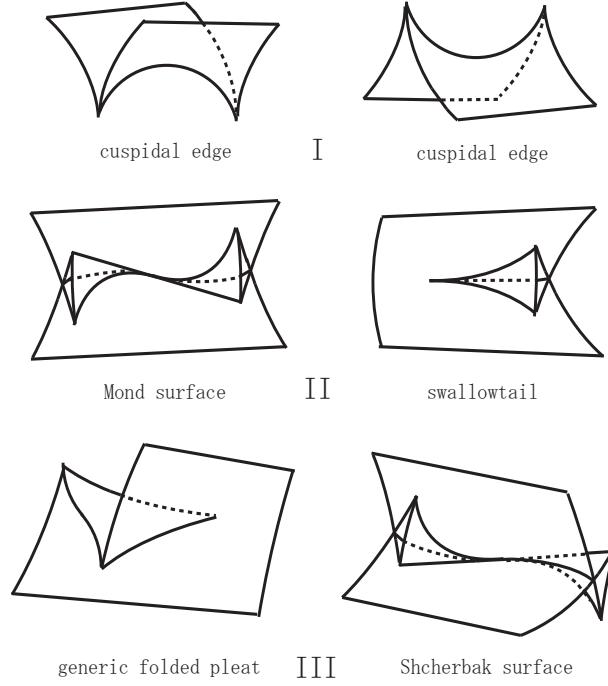 cuspidal edge I cuspidal edge
Mond surface II swallowtail
generic folded pleat III Shcherbak surface